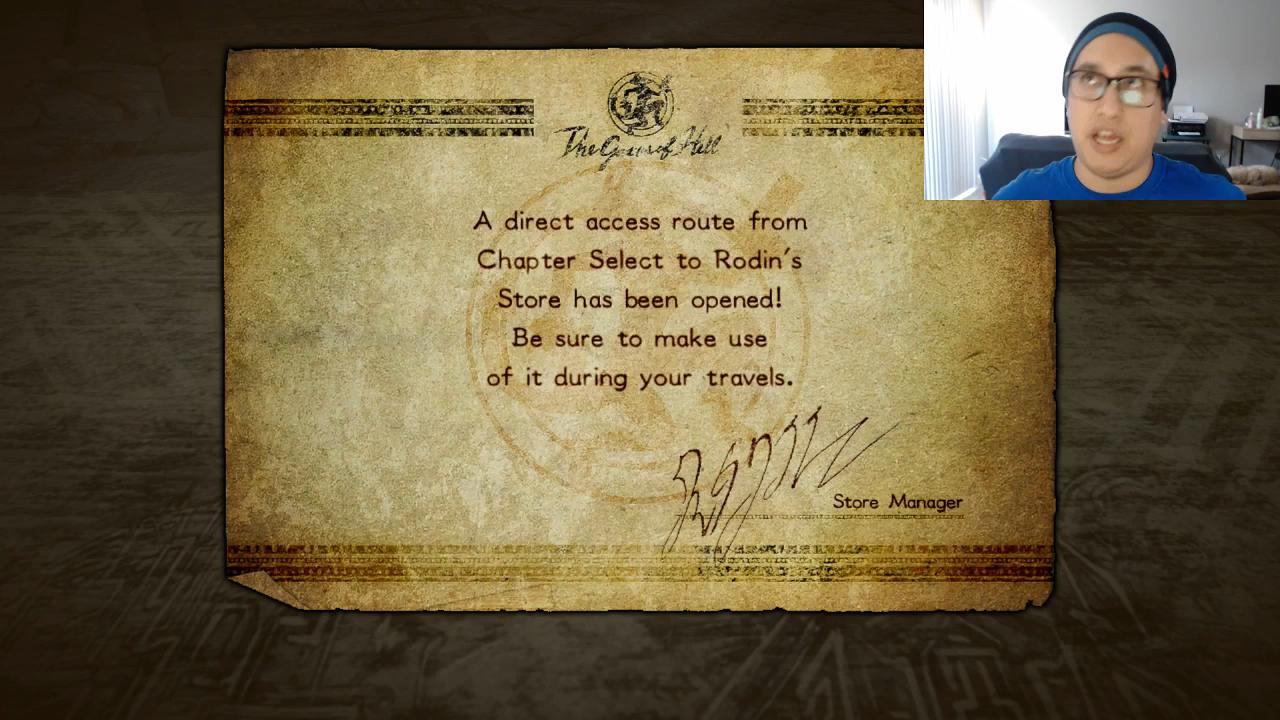 The Gates of Hell
A direct access route from
Chapter Select to Rodin's
Store has been opened!
Be sure to make use
of it during your travels.
Store Manager